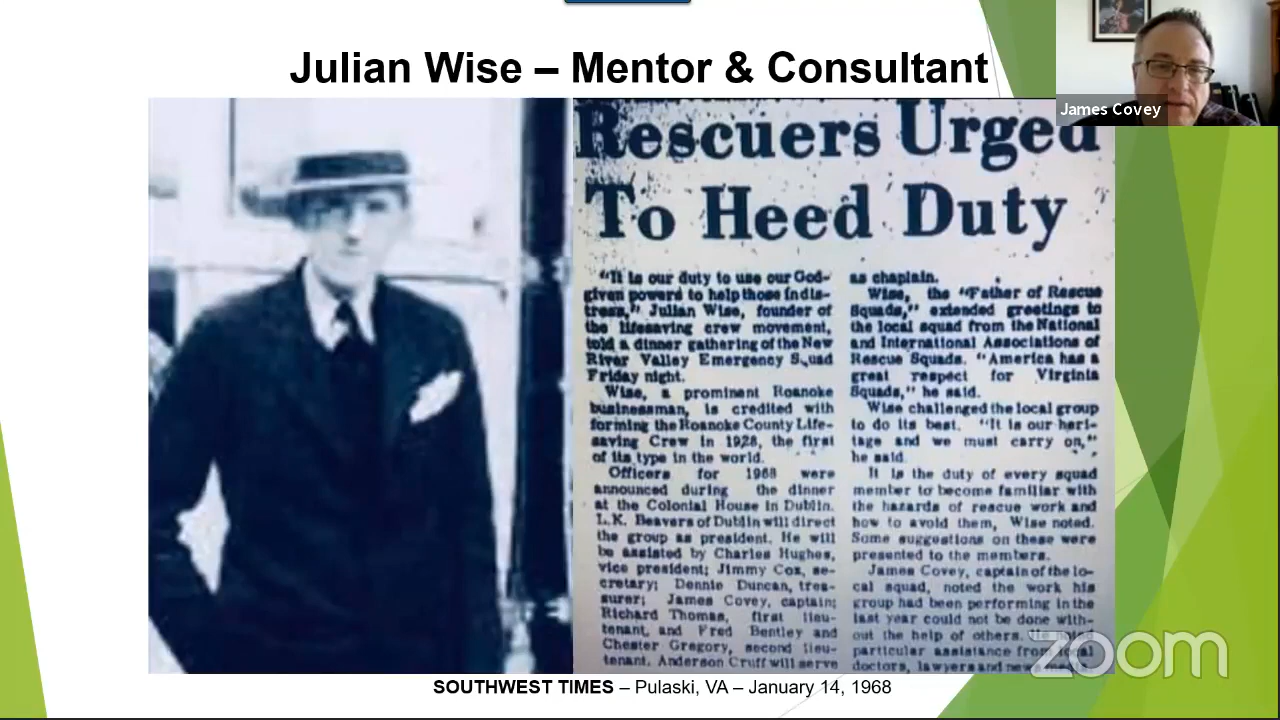 Julian Wise – Mentor & Consultant
James Covey
Rescuers Urged
To Heed Duty
"It is our duty to use our God-
given powers to help those in dis-
tress," Julian Wise, founder of
the lifesaving crew movement,
told a dinner gathering of the New
River Valley Emergency Squad
Friday night.
Wise, a prominent Roanoke
businessman, is credited with
forming the Roanoke County Life-
saving Crew in 1928, the first
of its type in the world.
Officers for 1968 were
announced during the dinner
at the Colonial House in Dublin.
L.K. Beavers of Dublin will direct
the group as president. He will
be assisted by Charles Hughes,
vice president; Jimmy Cox, se-
cretary; Dennie Duncan, trea-
surer; James Covey, captain;
Richard Thomas, first lieu-
tenant, and Fred Bentley and
Chester Gregory, second lieu-
tenant. Anderson Cruff will serve
as chaplain.
Wise, the "Father of Rescue
Squads," extended greetings to
the local squad from the National
and International Associations of
Rescue Squads. "America has a
great respect for Virginia
Squads," he said.
Wise challenged the local group
to do its best. "It is our heri-
tage and we must carry on,"
he said.
It is the duty of every squad
member to become familiar with
the hazards of rescue work and
how to avoid them, Wise noted.
Some suggestions on these were
presented to the members.
James Covey, captain of the lo-
cal squad, noted the work his
group had been performing in the
last year could not be done with-
out the help of others.
particular assistance from
doctors, lawyers and
zoom
SOUTHWEST TIMES – Pulaski, VA – January 14, 1968